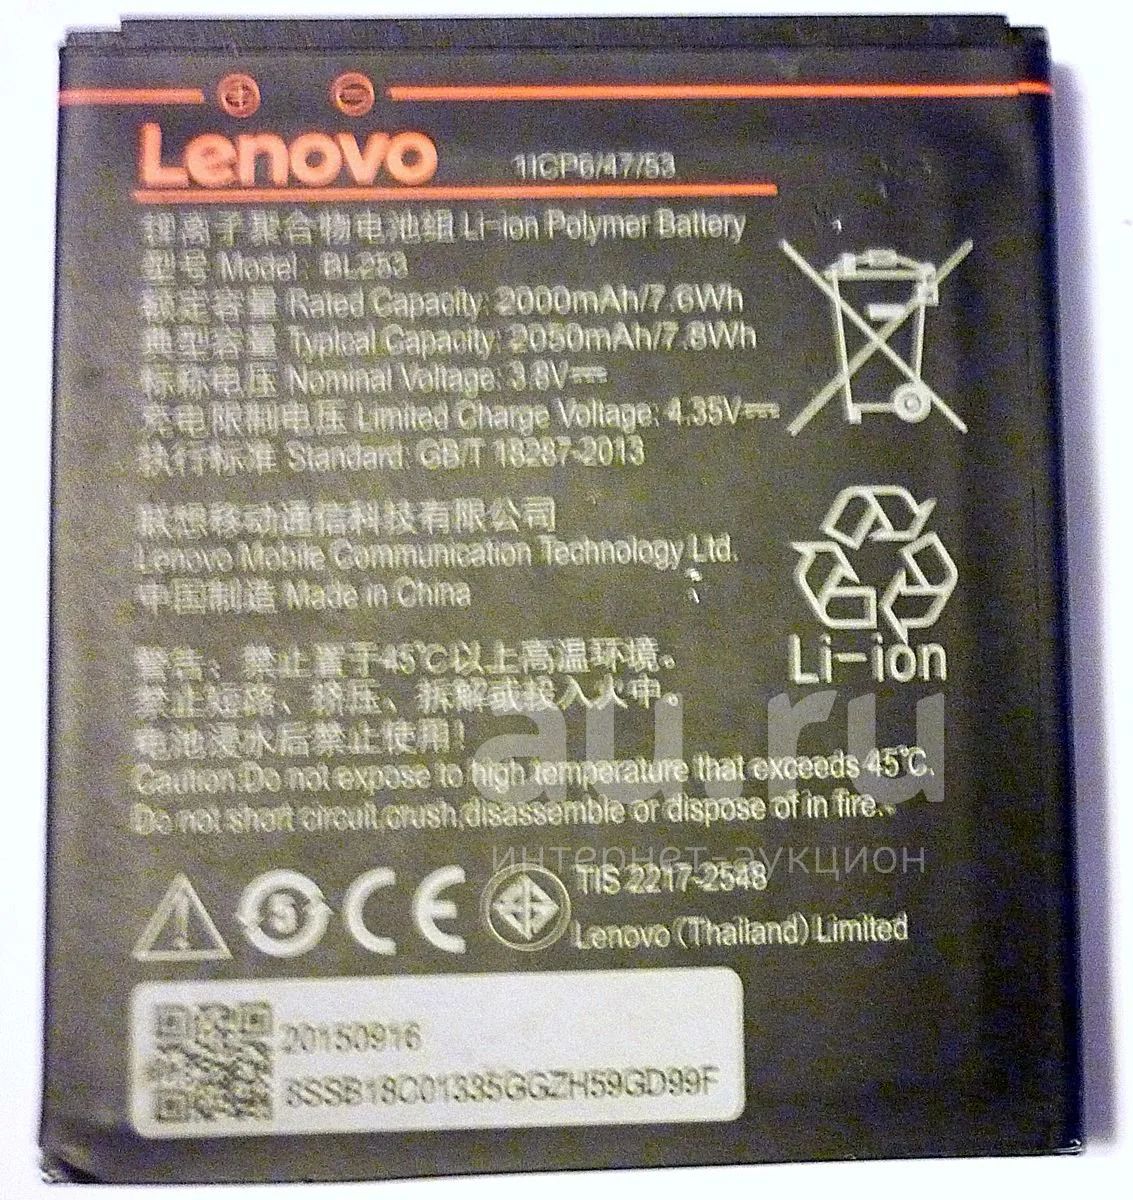 Lenovo 1ICP6/47/53
锂离子聚合物电池组 Li-ion Polymer Battery
型号 Model: BL253
额定容量 Rated Capacity: 2000mAh/7.6Wh
典型容量 Typical Capacity: 2050mAh/7.8Wh
标称电压 Nominal Voltage: 3.8V⎓
充电限制电压 Limited Charge Voltage: 4.35V⎓
执行标准 Standard: GB/T 18287-2013
联想移动通信科技有限公司
Lenovo Mobile Communication Technology Ltd.
中国制造 Made in China
Li-ion
警告：禁止置于45℃以上高温环境。
禁止短路、挤压、拆解或投入火中。
电池浸水后禁止使用！
Caution:Do not expose to high temperature that exceeds 45℃.
Do not short circuit,crush,disassemble or dispose of in fire.
au.ru
интернет-аукцион
S CE TIS 2217-2548
Lenovo (Thailand) Limited
20150916
8SSB18C01335GGZH59GD99F